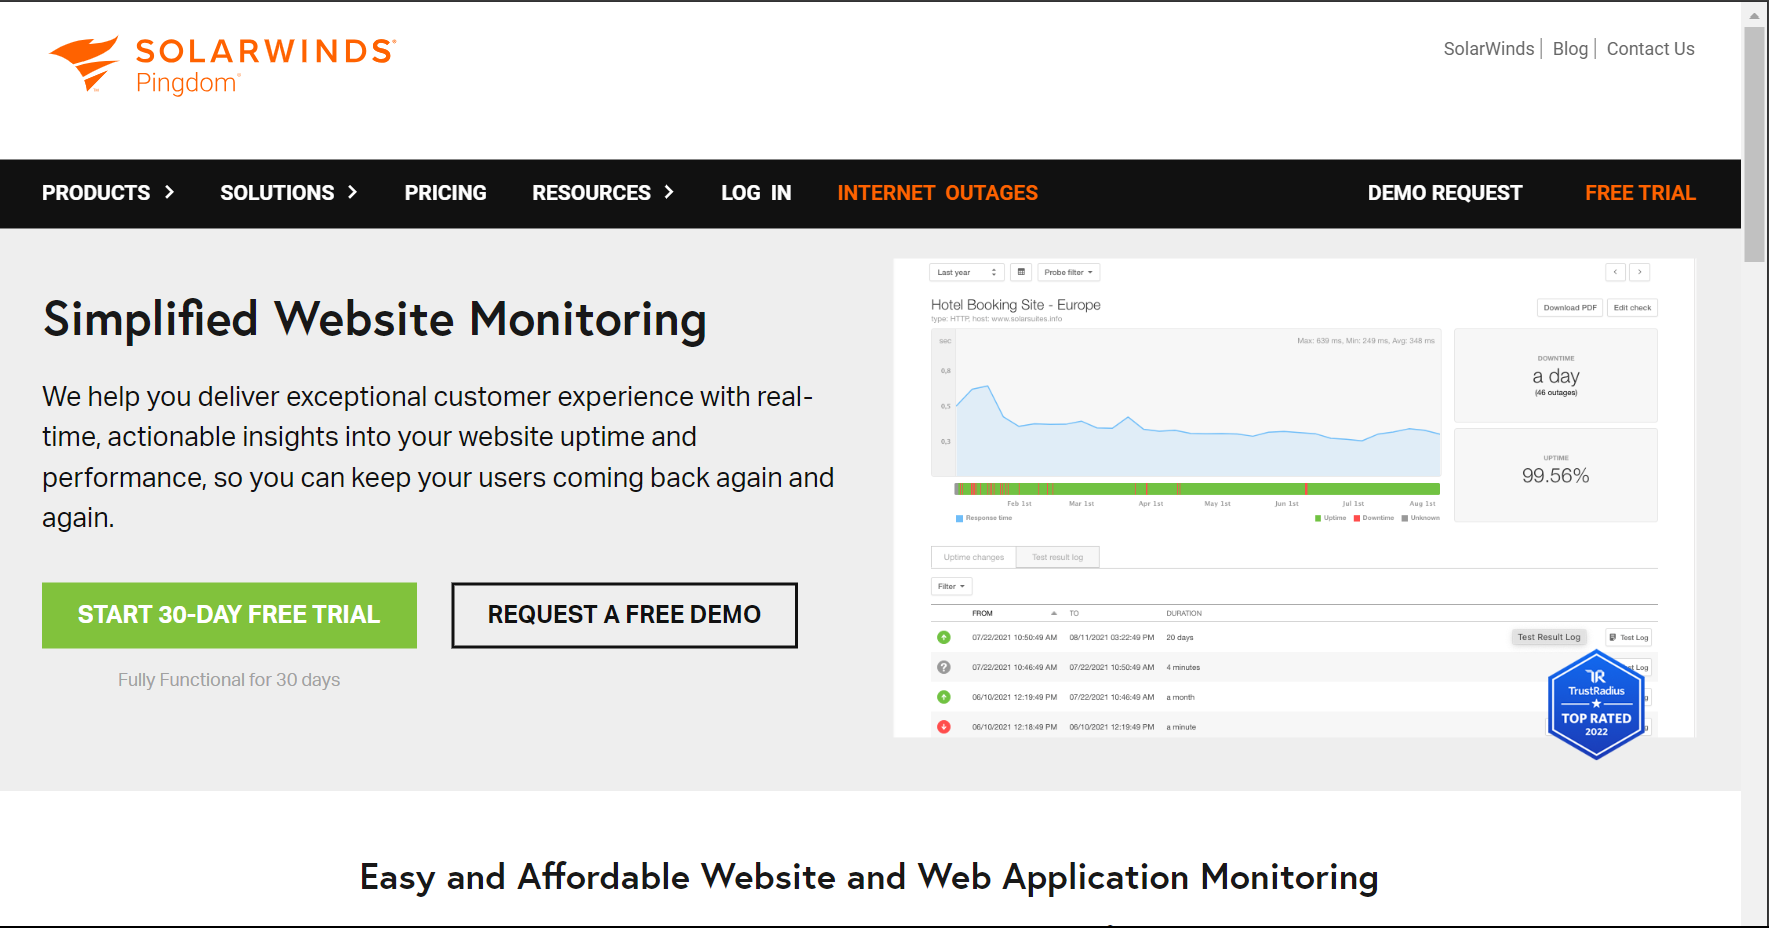 SOLARWINDS
Pingdom
SolarWinds | Blog | Contact Us
PRODUCTS SOLUTIONS PRICING RESOURCES LOG IN INTERNET OUTAGES DEMO REQUEST FREE TRIAL
Simplified Website Monitoring
We help you deliver exceptional customer experience with real-
time, actionable insights into your website uptime and
performance, so you can keep your users coming back again and
again.
START 30-DAY FREE TRIAL
REQUEST A FREE DEMO
Fully Functional for 30 days
Last year Probe filter
Hotel Booking Site - Europe
type: HTTP, host: www.solarsuites.info
Download PDF Edit check
sec
Max: 639 ms, Min: 249 ms, Avg: 348 ms
0,8
0,5
0,3
DOWNTIME
a day
(46 outages)
UPTIME
99.56%
Feb 1st Mar 1st Apr 1st May 1st Jun 1st Jul 1st Aug 1st
Response time
Uptime Downtime Unknown
Uptime changes Test result log
Filter
FROM TO DURATION
07/22/2021 10:50:49 AM 08/11/2021 03:22:49 PM 20 days Test Result Log Test Log
07/22/2021 10:46:49 AM 07/22/2021 10:50:49 AM 4 minutes
06/10/2021 12:19:49 PM 07/22/2021 10:46:49 AM a month
06/10/2021 12:18:49 PM 06/10/2021 12:19:49 PM a minute
TrustRadius
TOP RATED
2022
Easy and Affordable Website and Web Application Monitoring